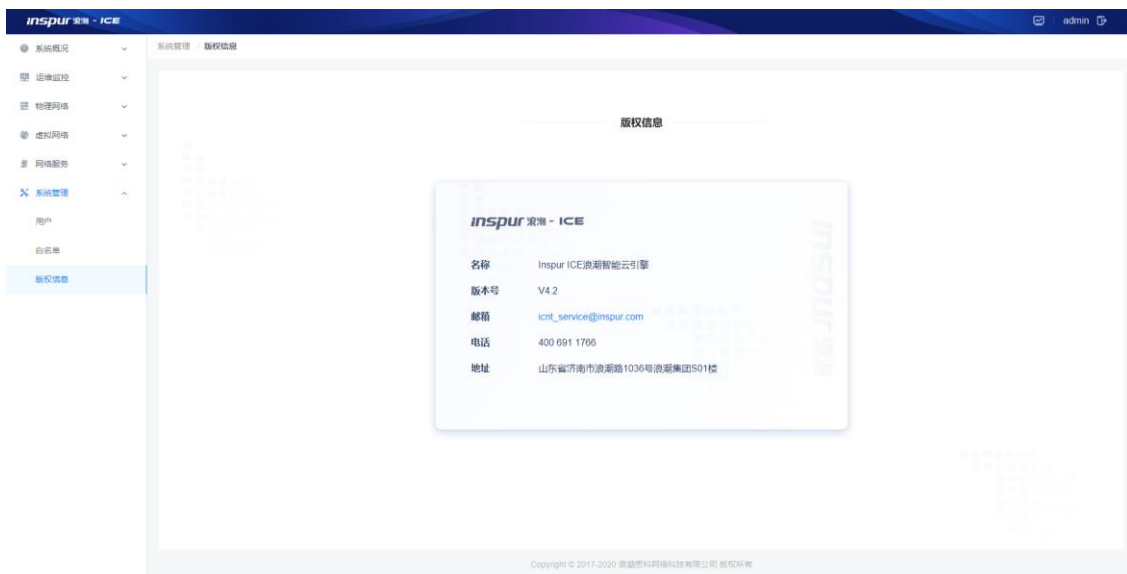 inspur 浪潮 - ICE
admin
系统概况
运维监控
物理网络
虚拟网络
网络服务
系统管理
用户
白名单
版权信息
系统管理 / 版权信息
版权信息
inspur 浪潮 - ICE
名称 Inspur ICE浪潮智能云引擎
版本号 V4.2
邮箱 icnt_service@inspur.com
电话 400 691 1766
地址 山东省济南市浪潮路1036号浪潮集团S01楼
inspur 浪潮
Copyright © 2017-2020 浪潮思科网络科技有限公司 版权所有